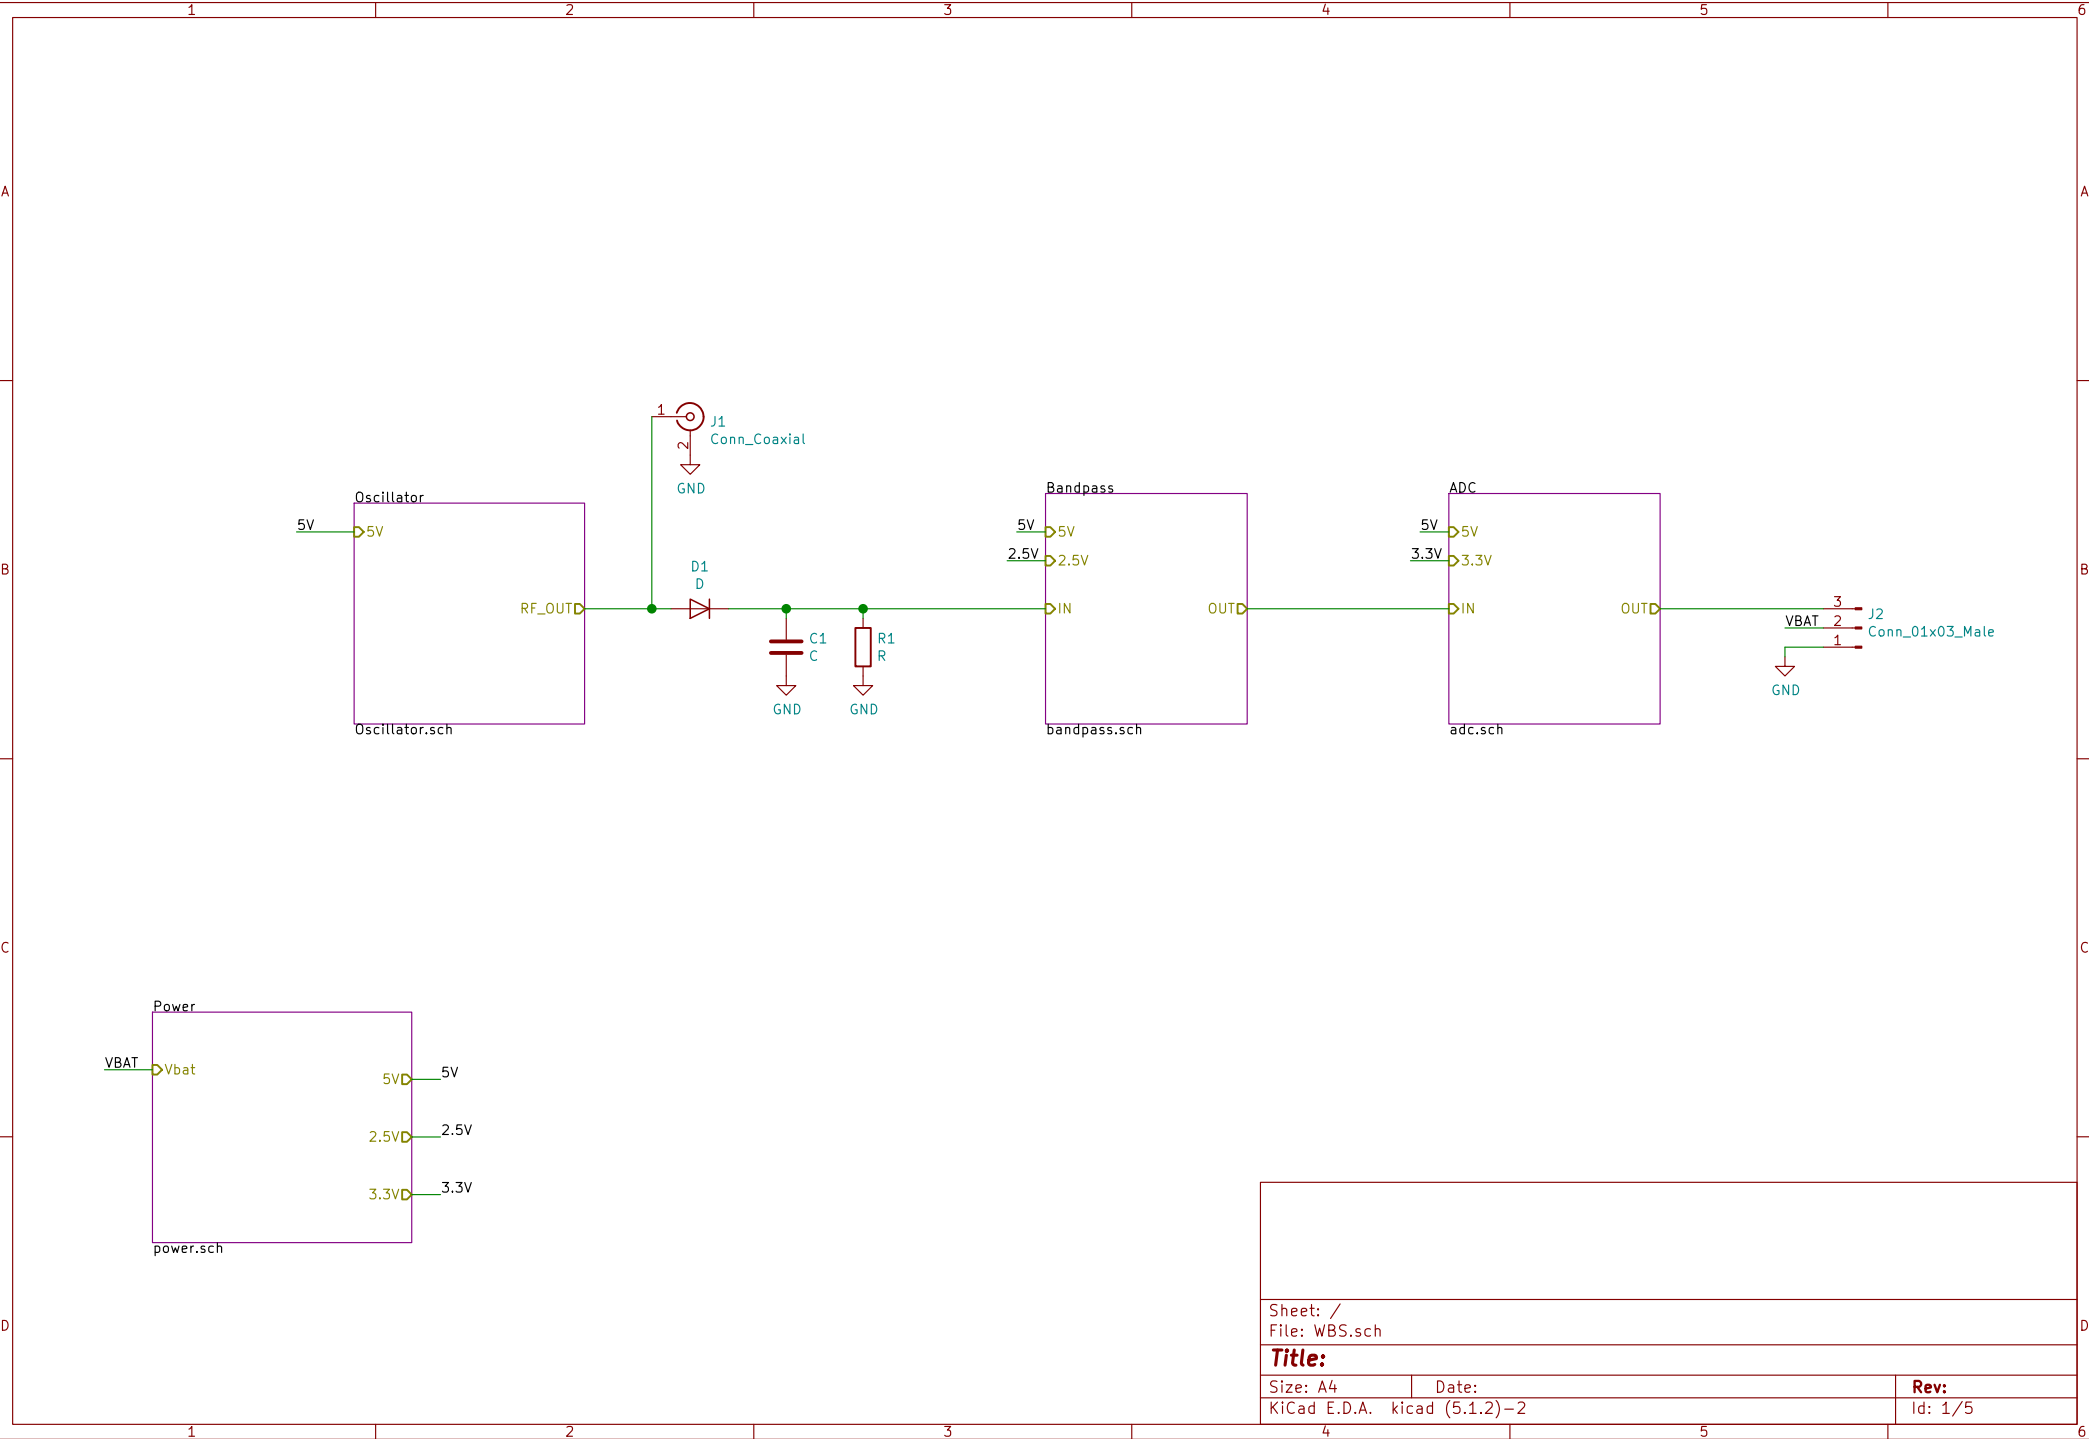 1 2 3 4 5 6
A A
1
J1
Conn_Coaxial
2
GND
Oscillator
5V 5V
RF_OUT
Oscillator.sch
D1
D
C1
C
GND
R1
R
GND
Bandpass
5V 5V
2.5V 2.5V
IN OUT
bandpass.sch
ADC
5V 5V
3.3V 3.3V
IN OUT
adc.sch
3
VBAT 2
1
J2
Conn_01x03_Male
GND
B B
C C
Power
VBAT Vbat
5V 5V
2.5V 2.5V
3.3V 3.3V
power.sch
D D
Sheet: /
File: WBS.sch
Title:
Size: A4 Date: Rev:
KiCad E.D.A. kicad (5.1.2)-2 Id: 1/5
1 2 3 4 5 6